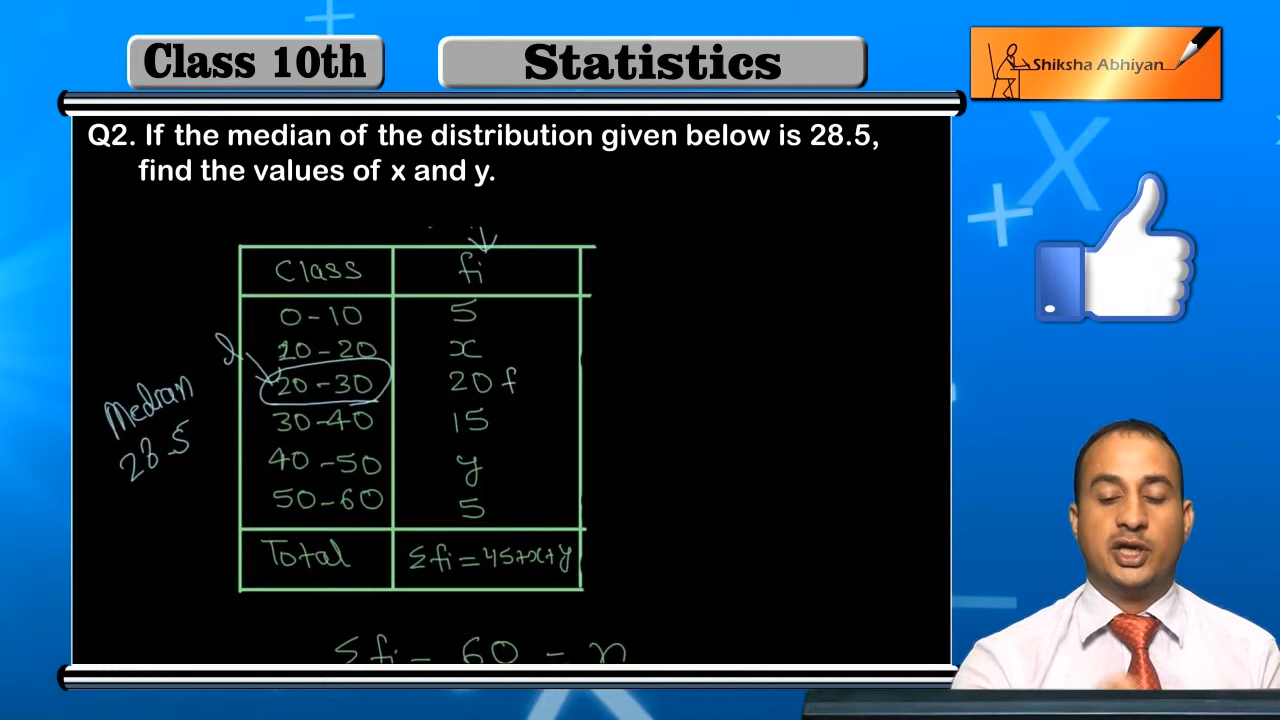 Class 10th
Statistics
Shiksha Abhiyan
Q2. If the median of the distribution given below is 28.5,
find the values of x and y.
Class fi
0-10 5
10-20 x
l
20-30 20 f
30-40 15
40-50 y
50-60 5
Median
28.5
Total Σfi = 45+x+y
Σfi = 60 = n